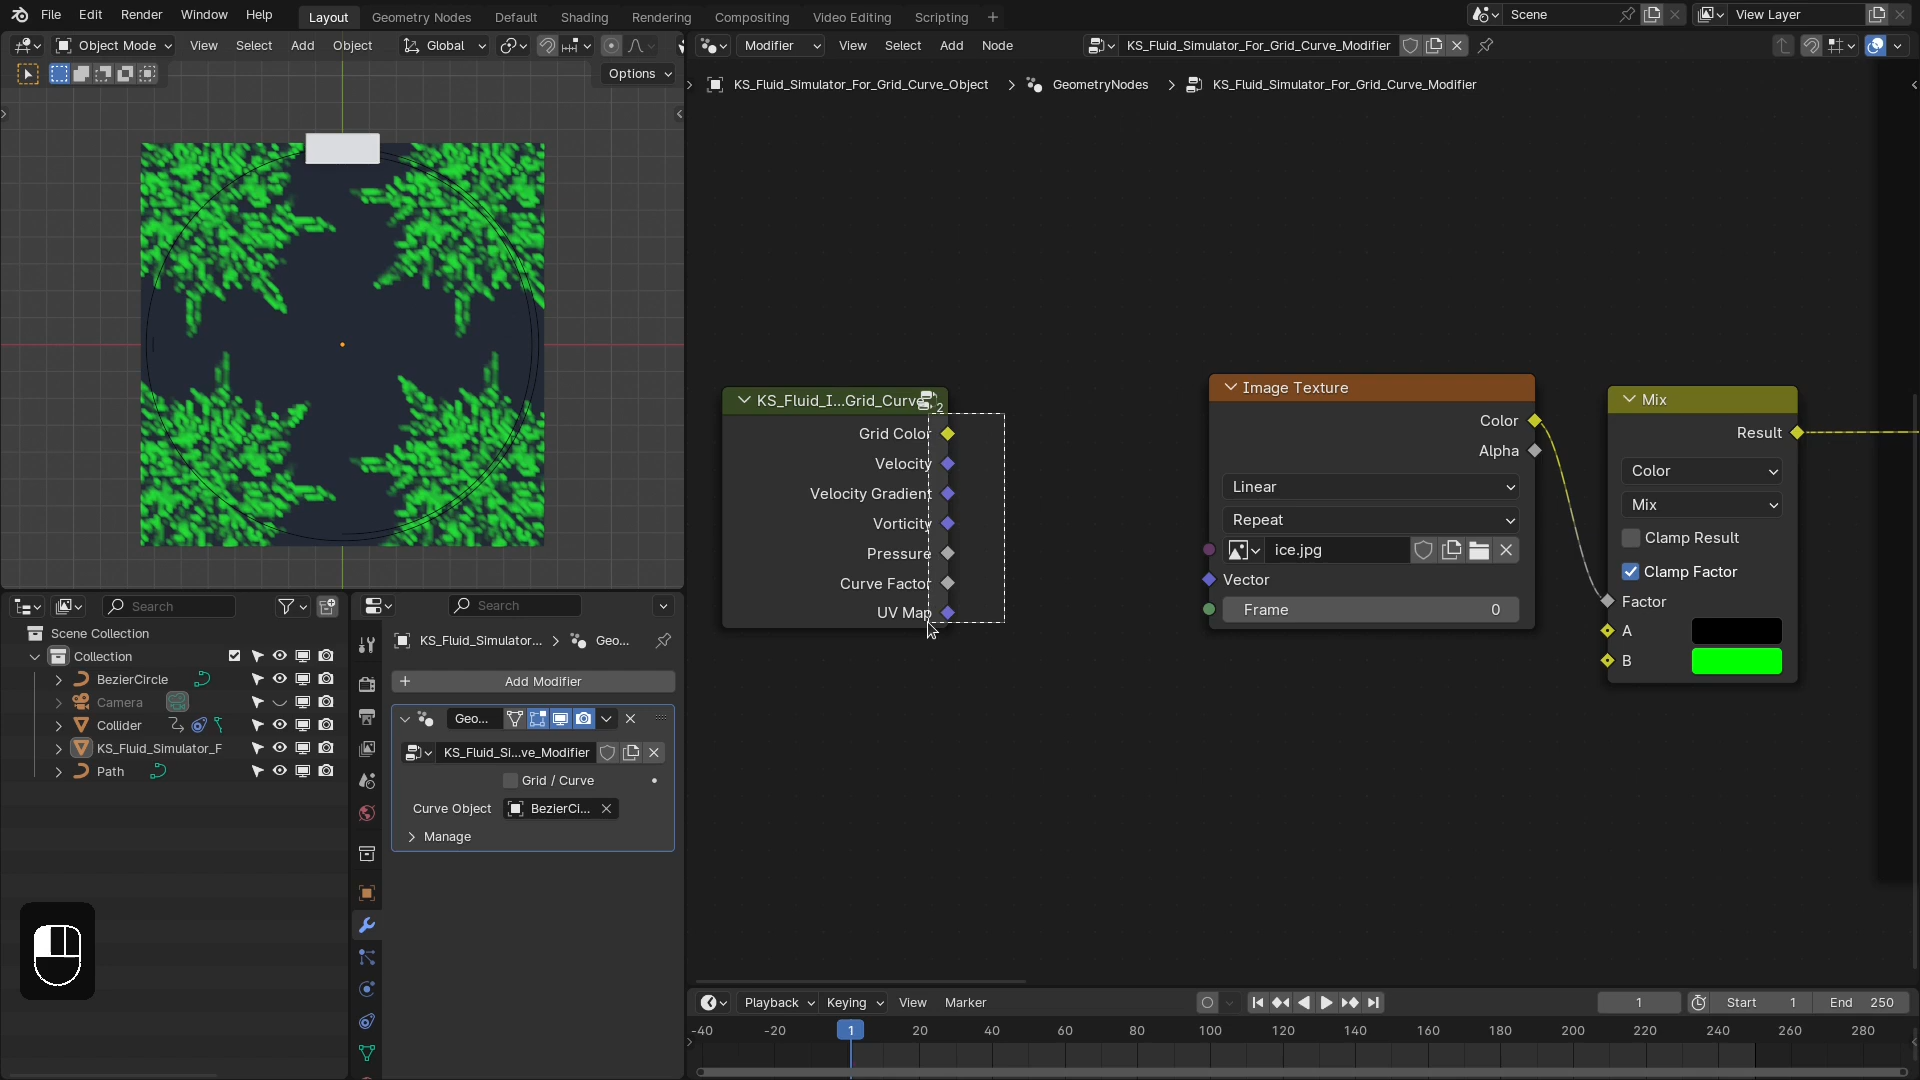 File Edit Render Window Help Layout Geometry Nodes Default Shading Rendering Compositing Video Editing Scripting + Scene View Layer
Object Mode View Select Add Object Global
Options
Modifier View Select Add Node KS_Fluid_Simulator_For_Grid_Curve_Modifier
KS_Fluid_Simulator_For_Grid_Curve_Object > GeometryNodes > KS_Fluid_Simulator_For_Grid_Curve_Modifier
KS_Fluid_I...Grid_Curve 2
Grid Color
Velocity
Velocity Gradient
Vorticity
Pressure
Curve Factor
UV Map
Image Texture
Color
Alpha
Linear
Repeat
ice.jpg
Vector
Frame 0
Mix
Result
Color
Mix
Clamp Result
Clamp Factor
Factor
A
B
Search
Scene Collection
Collection
BezierCircle
Camera
Collider
KS_Fluid_Simulator_F
Path
Search
KS_Fluid_Simulator... > Geo...
+ Add Modifier
Geo...
KS_Fluid_Si...ve_Modifier
Grid / Curve
Curve Object BezierCi...
Manage
Playback Keying View Marker 1 Start 1 End 250
-40 -20 1 20 40 60 80 100 120 140 160 180 200 220 240 260 280